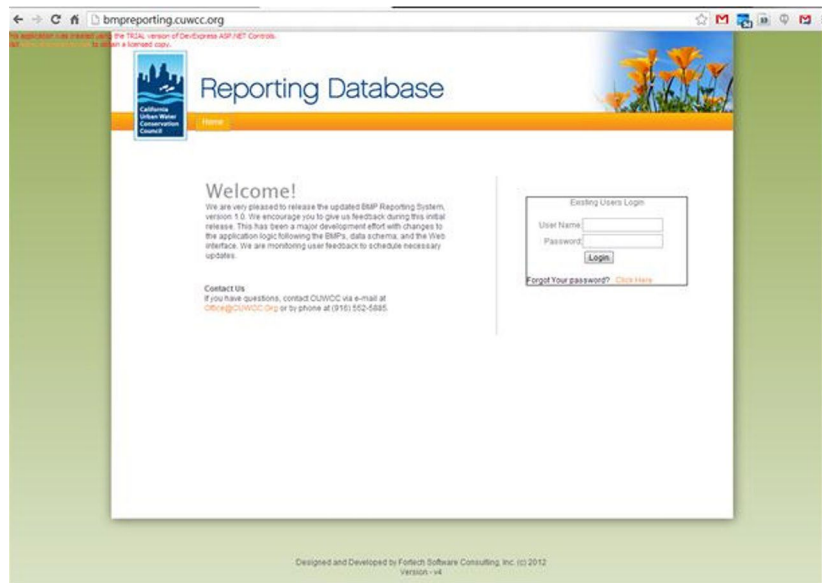 bmpreporting.cuwcc.org
This application was created using the TRIAL version of DevExpress ASP.NET Controls.
to obtain a licensed copy.
California
Urban Water
Conservation
Council
Reporting Database
Home
Welcome!
We are very pleased to release the updated BMP Reporting System,
version 1.0. We encourage you to give us feedback during this initial
release. This has been a major development effort with changes to
the application logic following the BMPs, data schema, and the Web
interface. We are monitoring user feedback to schedule necessary
updates.
Contact Us
If you have questions, contact CUWCC via e-mail at
Office@CUWCC.Org or by phone at (916) 552-5885.
Existing Users Login
User Name
Password
Login
Forgot Your password? Click Here
Designed and Developed by Fortech Software Consulting, Inc. (c) 2012
Version - v4